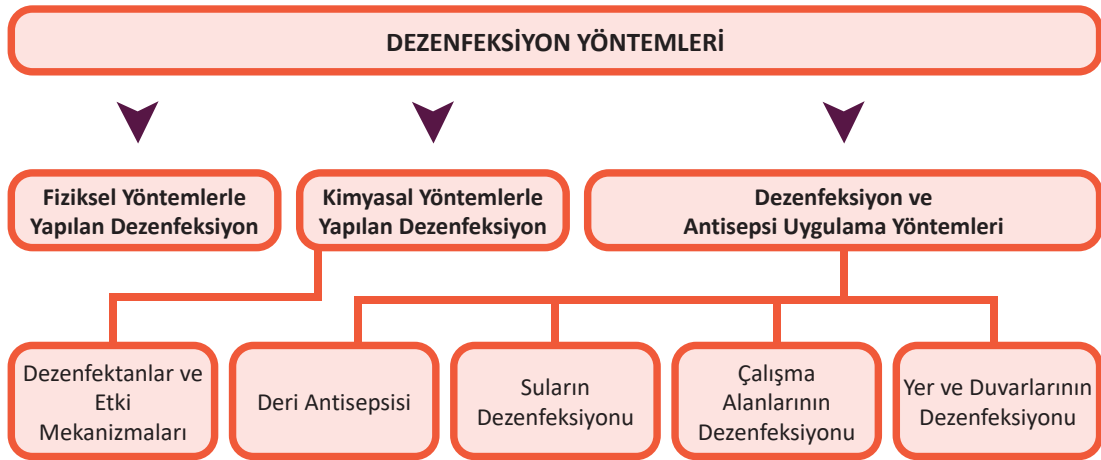 DEZENFEKSİYON YÖNTEMLERİ
Fiziksel Yöntemlerle
Yapılan Dezenfeksiyon
Kimyasal Yöntemlerle
Yapılan Dezenfeksiyon
Dezenfeksiyon ve
Antisepsi Uygulama Yöntemleri
Dezenfektanlar ve
Etki
Mekanizmaları
Deri Antisepsisi
Suların
Dezenfeksiyonu
Çalışma
Alanlarının
Dezenfeksiyonu
Yer ve Duvarlarının
Dezenfeksiyonu